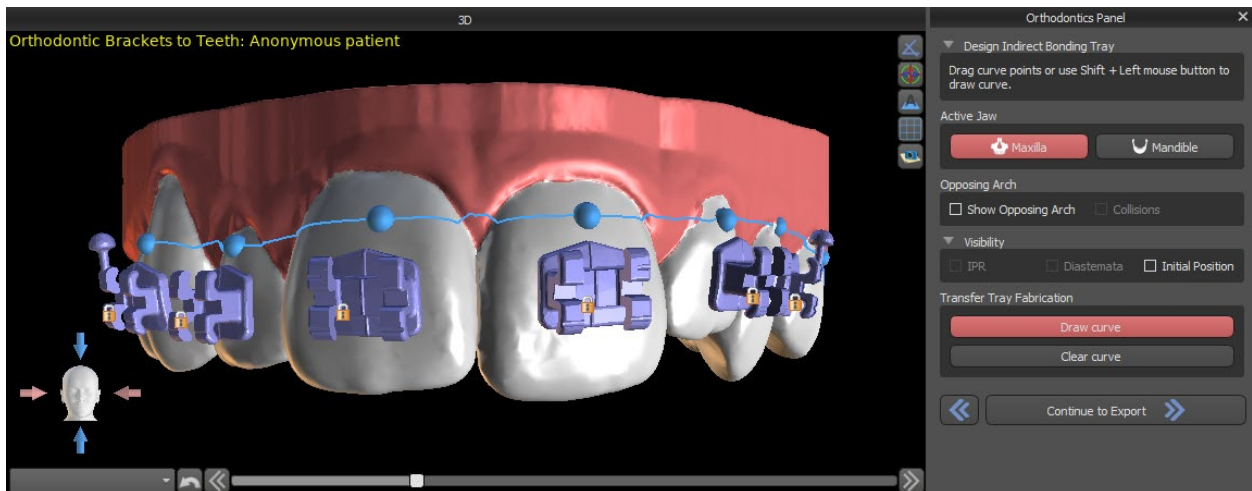 3D
Orthodontic Brackets to Teeth: Anonymous patient
Orthodontics Panel
Design Indirect Bonding Tray
Drag curve points or use Shift + Left mouse button to
draw curve.
Active Jaw
Maxilla
Mandible
Opposing Arch
Show Opposing Arch
Collisions
Visibility
IPR
Diastemata
Initial Position
Transfer Tray Fabrication
Draw curve
Clear curve
Continue to Export